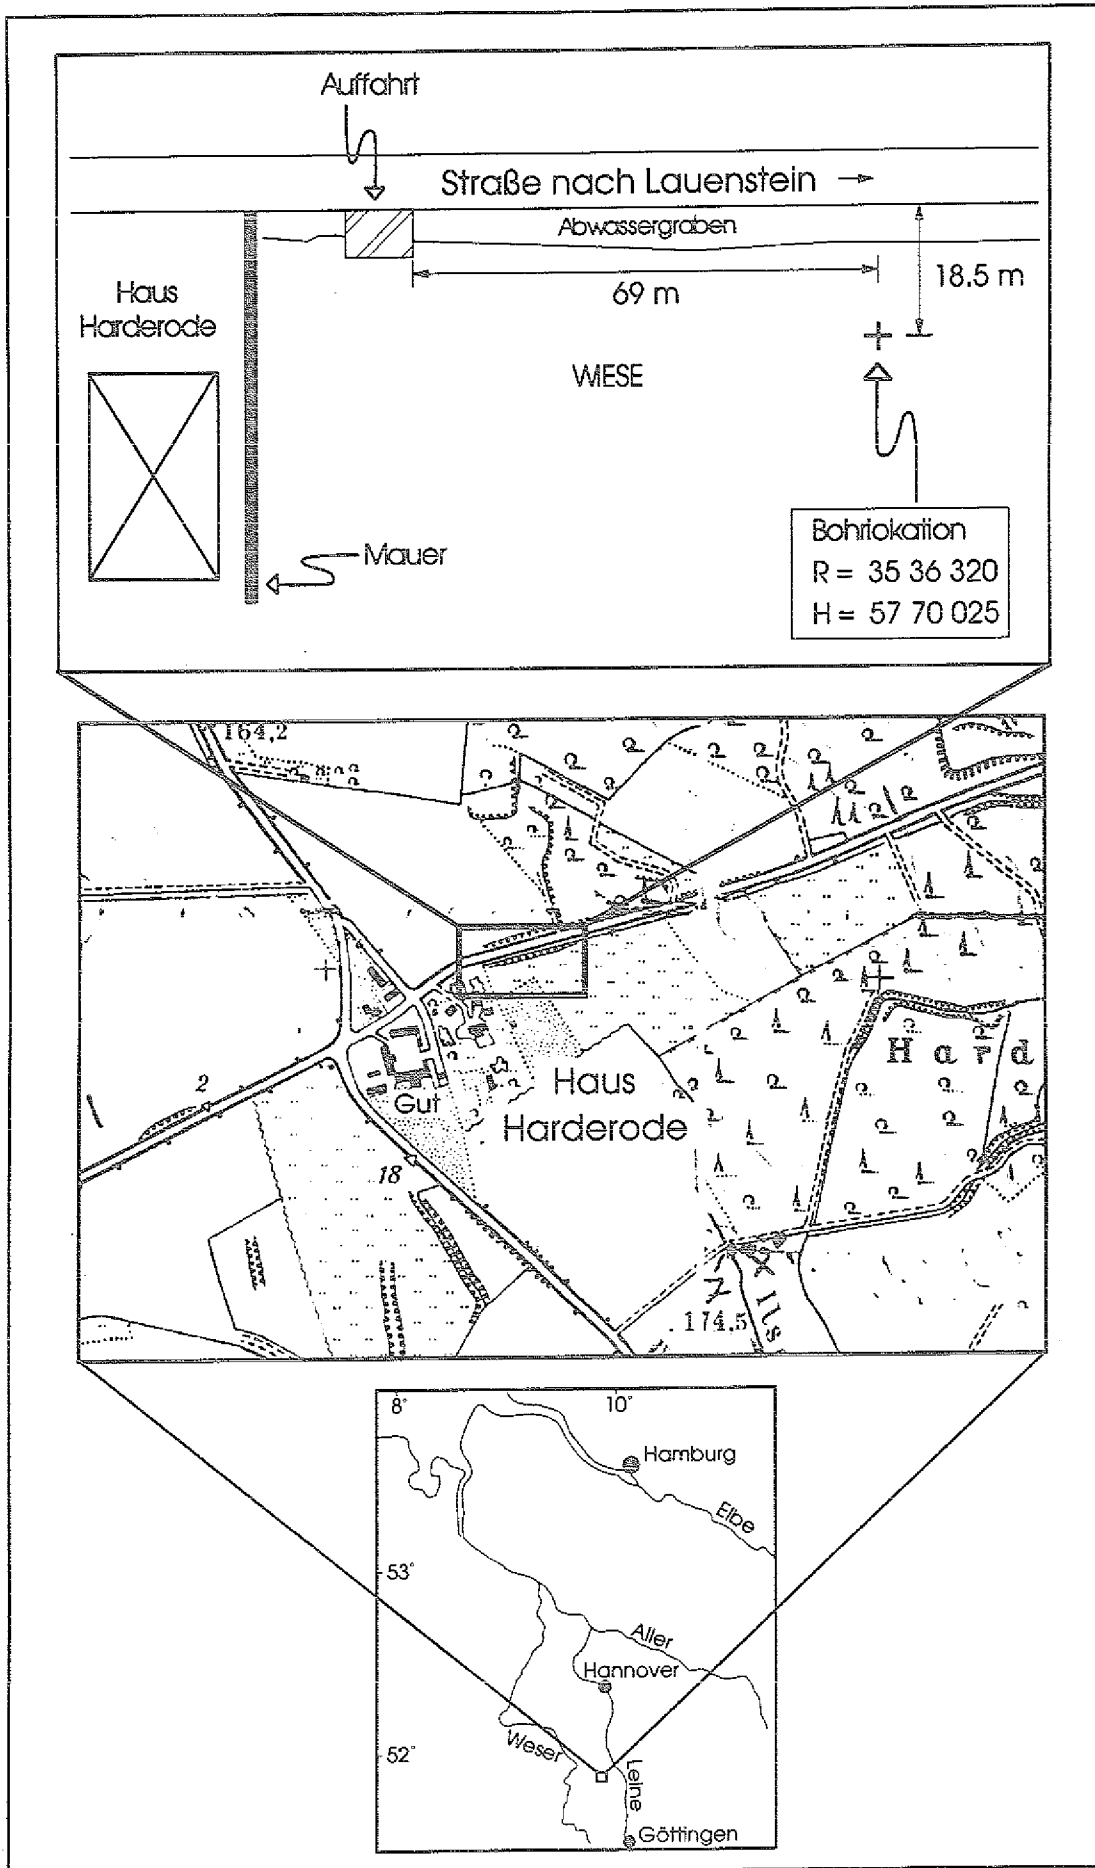 Auffahrt
Straße nach Lauenstein
Abwassergraben
69 m
18.5 m
Haus
Harderode
WIESE
Mauer
Bohrlokation
R = 35 36 320
H = 57 70 025
164,2
2
Haus
Harderode
Gut
18
Hard
174,5
Ils
8°
10°
Hamburg
Elbe
53°
Aller
Hannover
52°
Weser
Leine
Göttingen